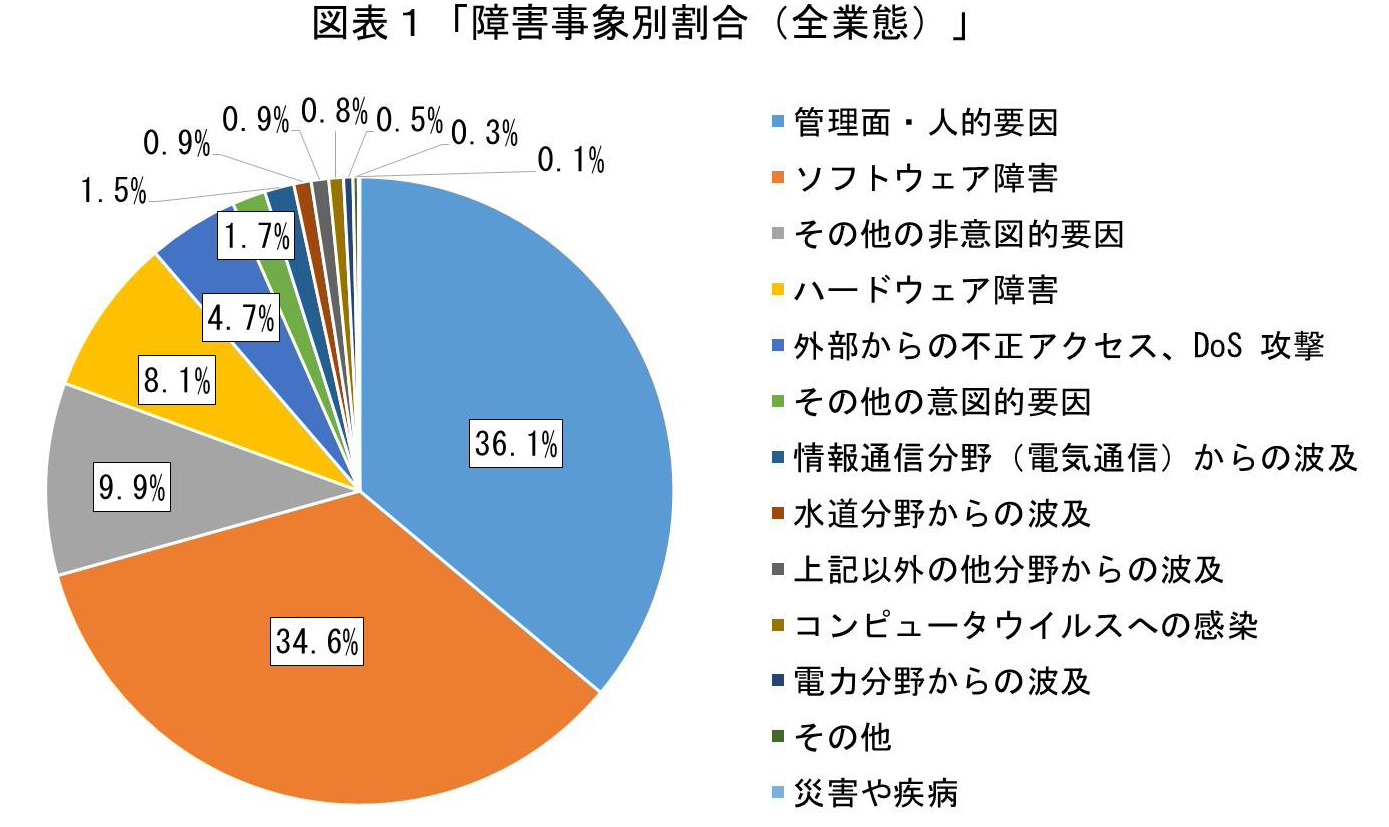 図表1「障害事象別割合（全業態）」
0.9%
0.9%
0.8%
0.5%
0.3%
0.1%
1.5%
1.7%
4.7%
8.1%
9.9%
36.1%
34.6%
管理面・人的要因
ソフトウェア障害
その他の非意図的要因
ハードウェア障害
外部からの不正アクセス、DoS 攻撃
その他の意図的要因
情報通信分野（電気通信）からの波及
水道分野からの波及
上記以外の他分野からの波及
コンピュータウイルスへの感染
電力分野からの波及
その他
災害や疾病